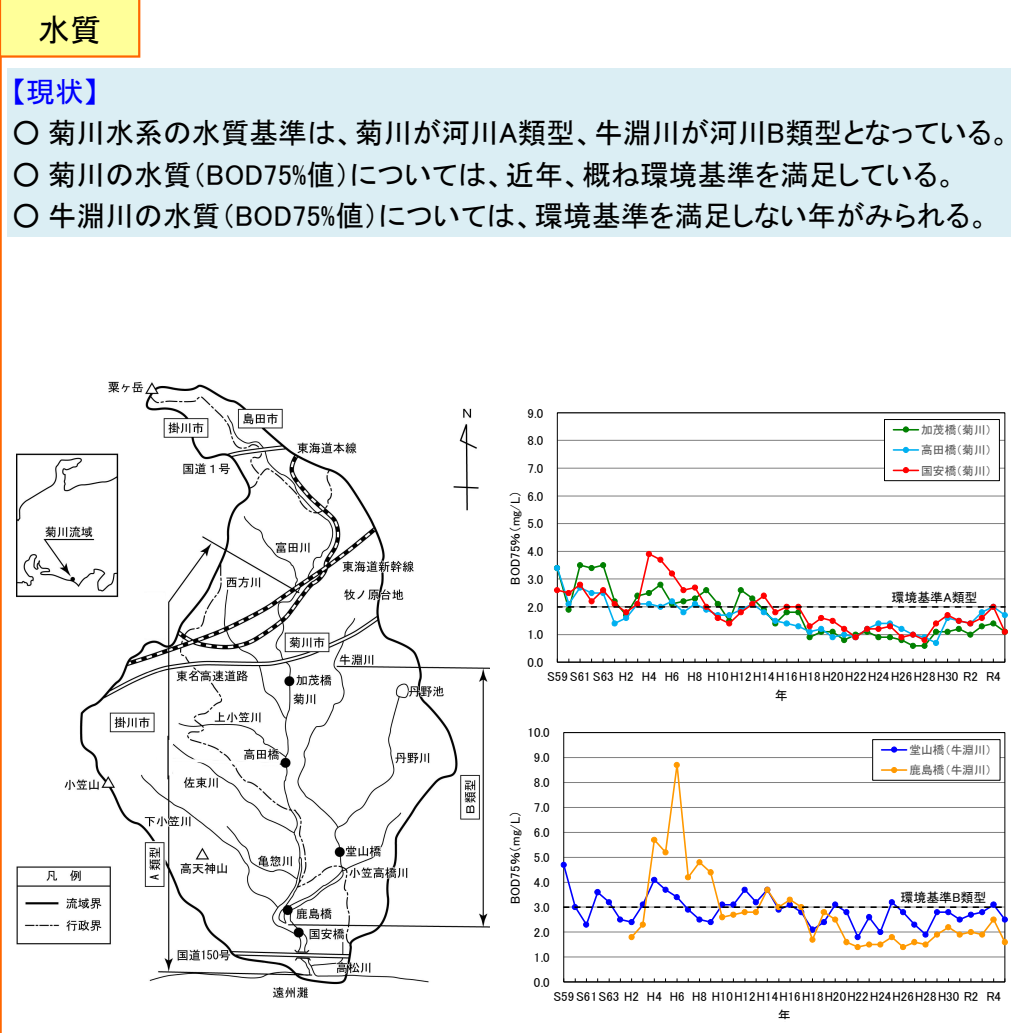 水質
【現状】
○ 菊川水系の水質基準は、菊川が河川A類型、牛淵川が河川B類型となっている。
○ 菊川の水質(BOD75%値)については、近年、概ね環境基準を満足している。
○ 牛淵川の水質(BOD75%値)については、環境基準を満足しない年がみられる。
粟ヶ岳
島田市
掛川市
N
東海道本線
国道1号
菊川流域
富田川
東海道新幹線
西方川
牧ノ原台地
菊川市
牛淵川
東名高速道路
加茂橋
菊川
丹野池
掛川市
上小笠川
高田橋
丹野川
小笠山
佐束川
B類型
下小笠川
A類型
堂山橋
高天神山
亀惣川
小笠高橋川
凡 例
流域界
行政界
鹿島橋
国安橋
国道150号
高松川
遠州灘
BOD75%(mg/L)
9.0
8.0
7.0
6.0
5.0
4.0
3.0
2.0
1.0
0.0
加茂橋(菊川)
高田橋(菊川)
国安橋(菊川)
環境基準A類型
S59 S61 S63 H2 H4 H6 H8 H10 H12 H14 H16 H18 H20 H22 H24 H26 H28 H30 R2 R4
年
BOD75%(mg/L)
10.0
9.0
8.0
7.0
6.0
5.0
4.0
3.0
2.0
1.0
0.0
堂山橋(牛淵川)
鹿島橋(牛淵川)
環境基準B類型
S59 S61 S63 H2 H4 H6 H8 H10 H12 H14 H16 H18 H20 H22 H24 H26 H28 H30 R2 R4
年